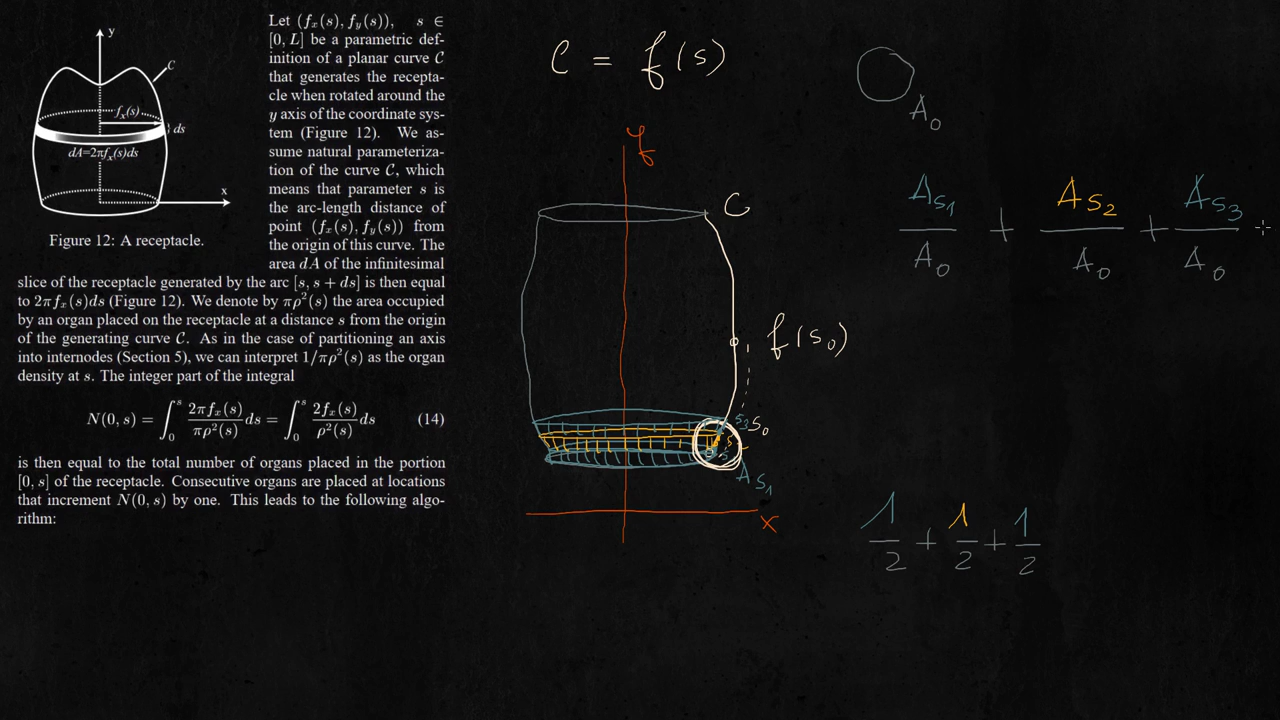 y
C
f_x(s)
ds
dA=2πf_x(s)ds
x
Figure 12: A receptacle.
Let (f_x(s), f_y(s)), s ∈
[0, L] be a parametric def-
inition of a planar curve C
that generates the recepta-
cle when rotated around the
y axis of the coordinate sys-
tem (Figure 12). We as-
sume natural parameteriza-
tion of the curve C, which
means that parameter s is
the arc-length distance of
point (f_x(s), f_y(s)) from
the origin of this curve. The
area dA of the infinitesimal
slice of the receptacle generated by the arc [s, s + ds] is then equal
to 2πf_x(s)ds (Figure 12). We denote by πρ²(s) the area occupied
by an organ placed on the receptacle at a distance s from the origin
of the generating curve C. As in the case of partitioning an axis
into internodes (Section 5), we can interpret 1/πρ²(s) as the organ
density at s. The integer part of the integral
N(0, s) = ∫_0^s 2πf_x(s)/πρ²(s) ds = ∫_0^s 2f_x(s)/ρ²(s) ds (14)
is then equal to the total number of organs placed in the portion
[0, s] of the receptacle. Consecutive organs are placed at locations
that increment N(0, s) by one. This leads to the following algo-
rithm:
C = f(s)
y
C
f(s_0)
s_3 s_0
A s_1
x
A_0
A_{s_1}/A_0 + A_{s_2}/A_0 + A_{s_3}/A_0 +
1/2 + 1/2 + 1/2